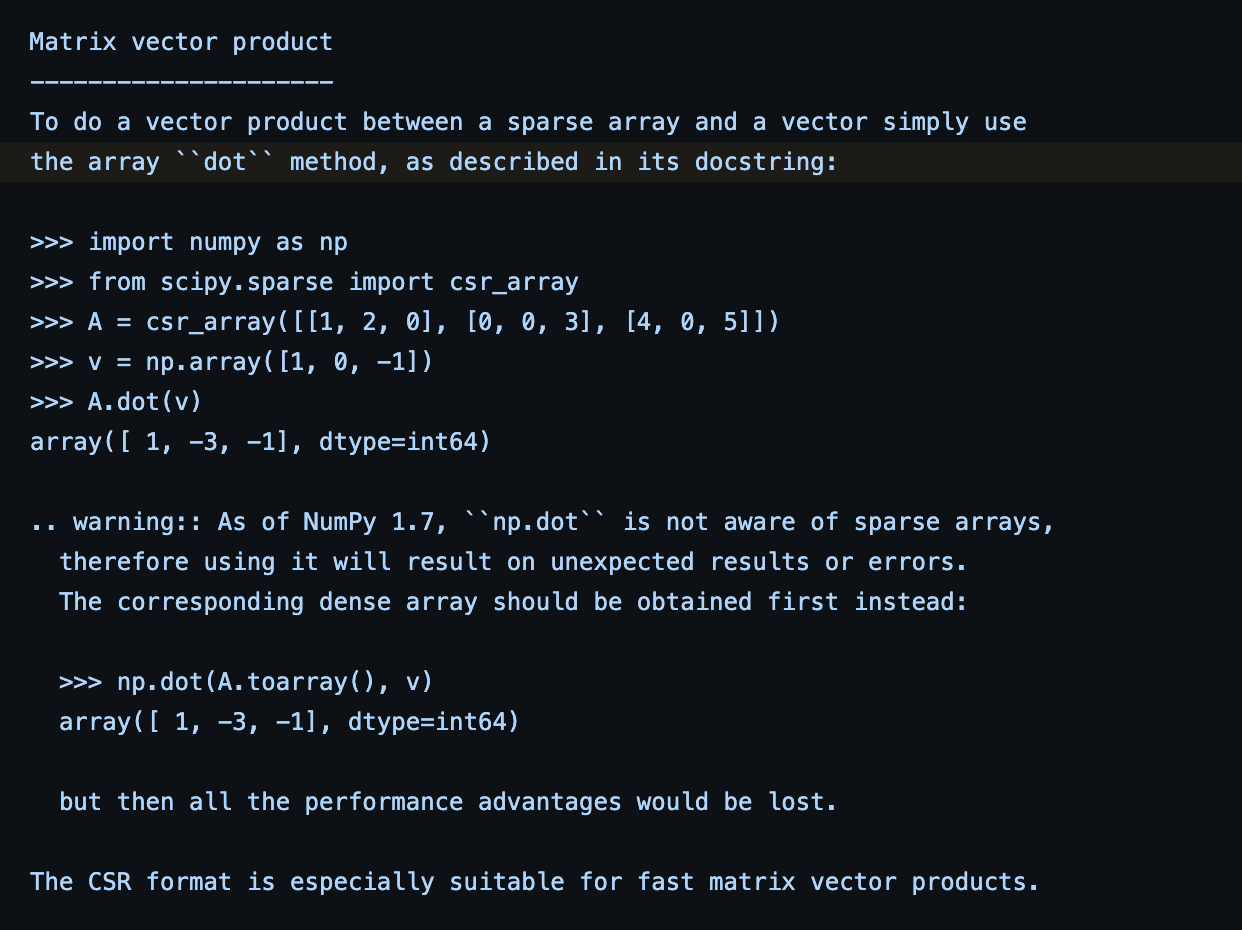 Matrix vector product
---------------------
To do a vector product between a sparse array and a vector simply use
the array ``dot`` method, as described in its docstring:
>>> import numpy as np
>>> from scipy.sparse import csr_array
>>> A = csr_array([[1, 2, 0], [0, 0, 3], [4, 0, 5]])
>>> v = np.array([1, 0, -1])
>>> A.dot(v)
array([ 1, -3, -1], dtype=int64)
.. warning:: As of NumPy 1.7, ``np.dot`` is not aware of sparse arrays,
  therefore using it will result on unexpected results or errors.
  The corresponding dense array should be obtained first instead:
  >>> np.dot(A.toarray(), v)
  array([ 1, -3, -1], dtype=int64)
  but then all the performance advantages would be lost.
The CSR format is especially suitable for fast matrix vector products.